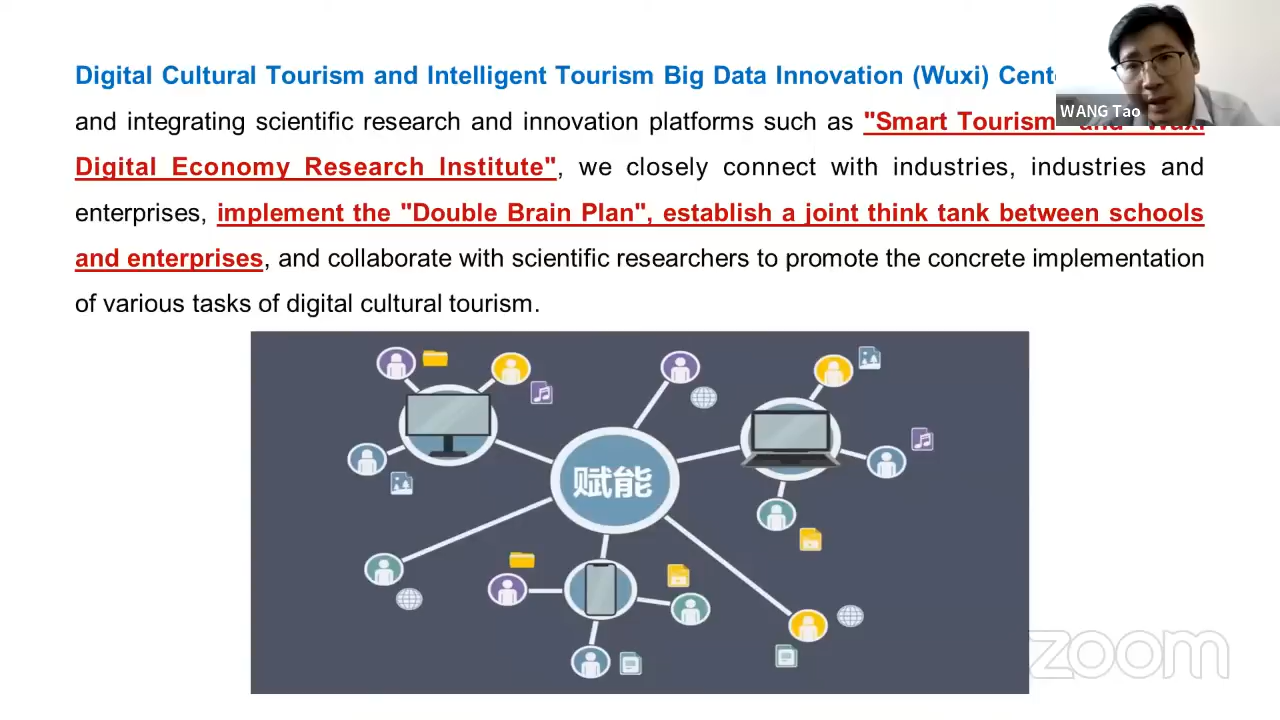 Digital Cultural Tourism and Intelligent Tourism Big Data Innovation (Wuxi)
WANG Tao
and integrating scientific research and innovation platforms such as "Smart Tourism" and "Wuxi
Digital Economy Research Institute", we closely connect with industries, industries and
enterprises, implement the "Double Brain Plan", establish a joint think tank between schools
and enterprises, and collaborate with scientific researchers to promote the concrete implementation
of various tasks of digital cultural tourism.
赋能
zoom